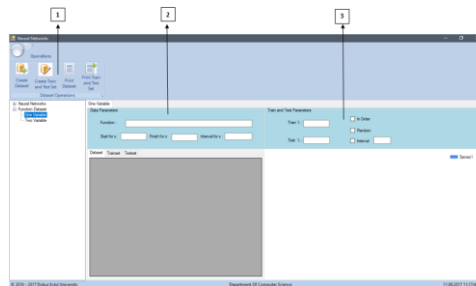 1
2
3
Neural Networks
Operations
Create Dataset
Create Train and Test Set
Print Dataset
Print Train and Test Set
Dataset Operations
Neural Networks
Function Dataset
One Variable
Two Variable
One Variable
Data Parameters
Function :
Start for x :
Finish for x :
Interval for x :
Train and Test Parameters
Train % :
Test % :
In Order
Random
Interval
Dataset
Trainset
Testset
Series1
Department Of Computer Science